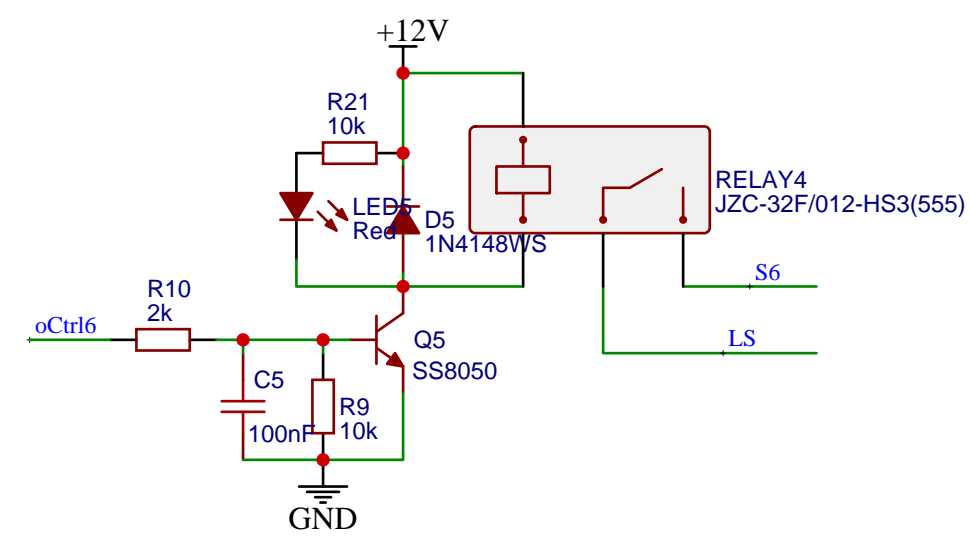 +12V
R21
10k
LED5
Red
D5
1N4148WS
RELAY4
JZC-32F/012-HS3(555)
S6
LS
R10
2k
oCtrl6
Q5
SS8050
C5
100nF
R9
10k
GND